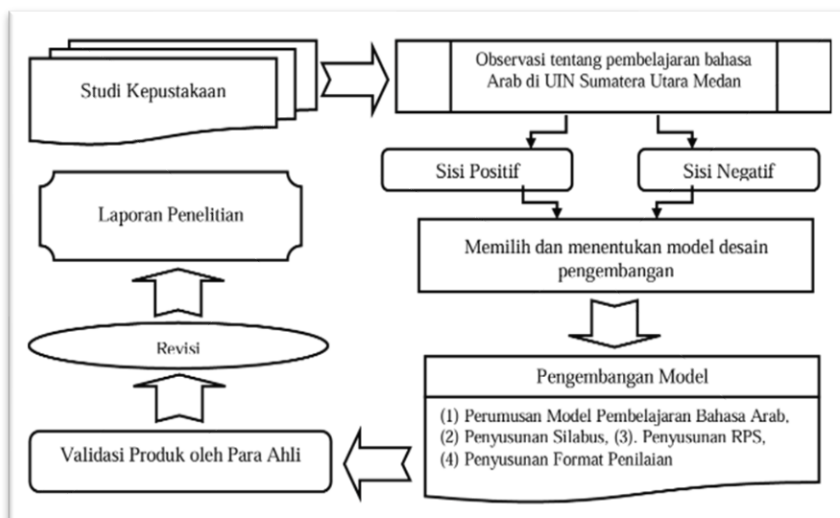 Studi Kepustakaan
Observasi tentang pembelajaran bahasa
Arab di UIN Sumatera Utara Medan
Sisi Positif
Sisi Negatif
Memilih dan menentukan model desain
pengembangan
Pengembangan Model
(1) Perumusan Model Pembelajaran Bahasa Arab,
(2) Penyusunan Silabus, (3). Penyusunan RPS,
(4) Penyusunan Format Penilaian
Validasi Produk oleh Para Ahli
Revisi
Laporan Penelitian